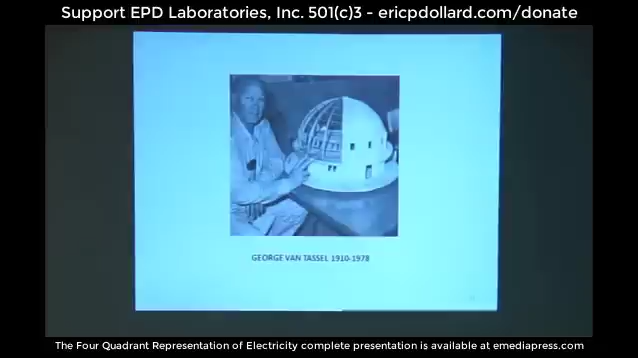 Support EPD Laboratories, Inc. 501(c)3 - ericpdollard.com/donate
GEORGE VAN TASSEL 1910-1978
The Four Quadrant Representation of Electricity complete presentation is available at emediapress.com